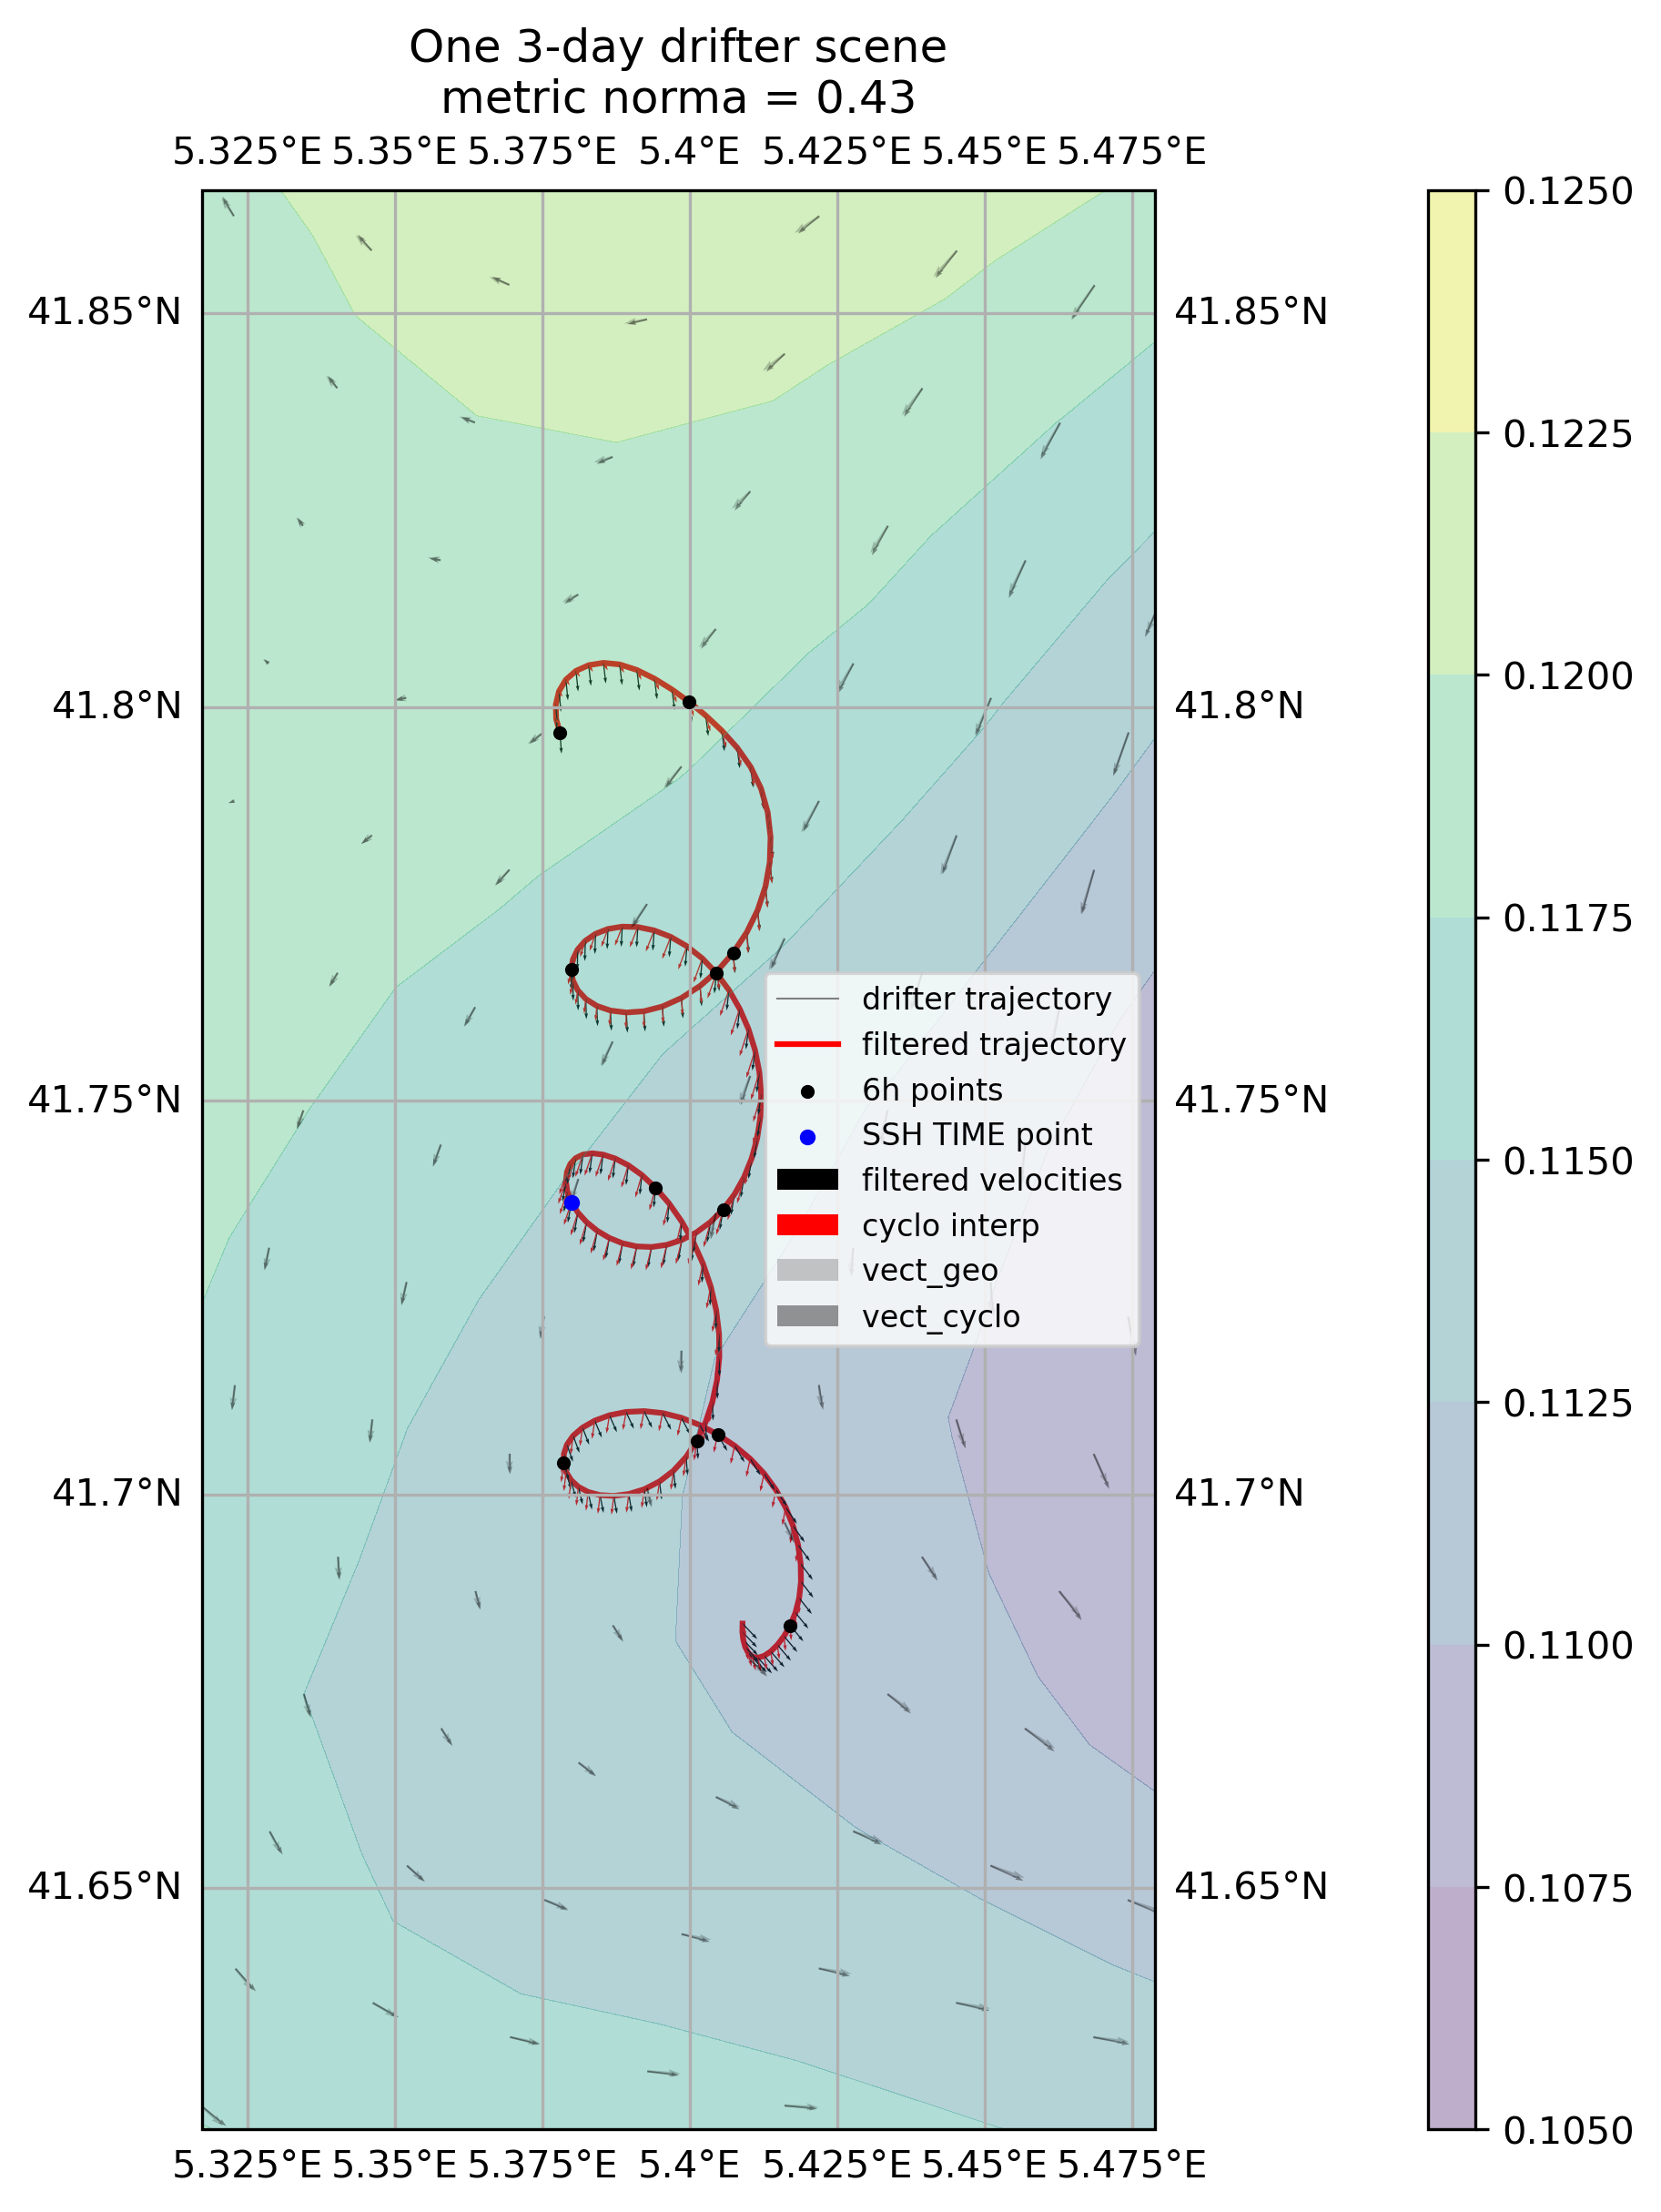 One 3-day drifter scene
metric norma = 0.43
5.325°E 5.35°E 5.375°E 5.4°E 5.425°E 5.45°E 5.475°E
0.1250
41.85°N 41.85°N
0.1225
0.1200
41.8°N 41.8°N
0.1175
drifter trajectory
filtered trajectory
6h points
41.75°N 41.75°N
SSH TIME point
0.1150
filtered velocities
cyclo interp
vect_geo
vect_cyclo
0.1125
41.7°N 41.7°N
0.1100
41.65°N 41.65°N
0.1075
0.1050
5.325°E 5.35°E 5.375°E 5.4°E 5.425°E 5.45°E 5.475°E